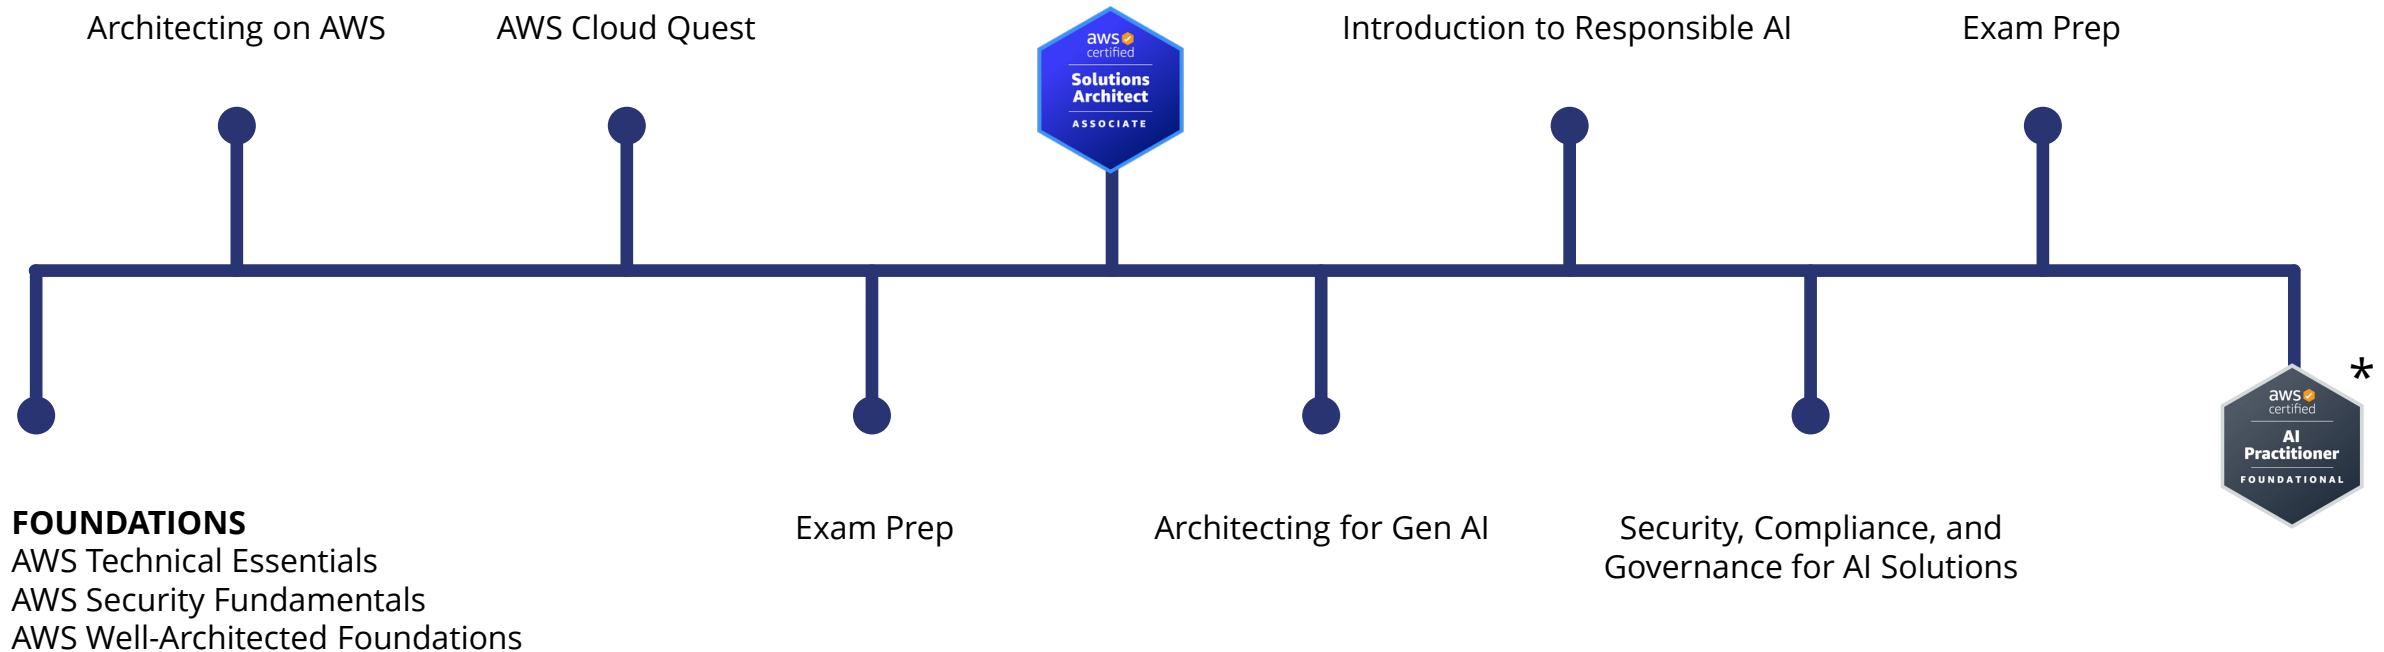 Architecting on AWS
AWS Cloud Quest
aws
certified
Solutions
Architect
ASSOCIATE
Introduction to Responsible AI
Exam Prep
FOUNDATIONS
AWS Technical Essentials
AWS Security Fundamentals
AWS Well-Architected Foundations
Exam Prep
Architecting for Gen AI
Security, Compliance, and
Governance for AI Solutions
*
aws
certified
AI
Practitioner
FOUNDATIONAL